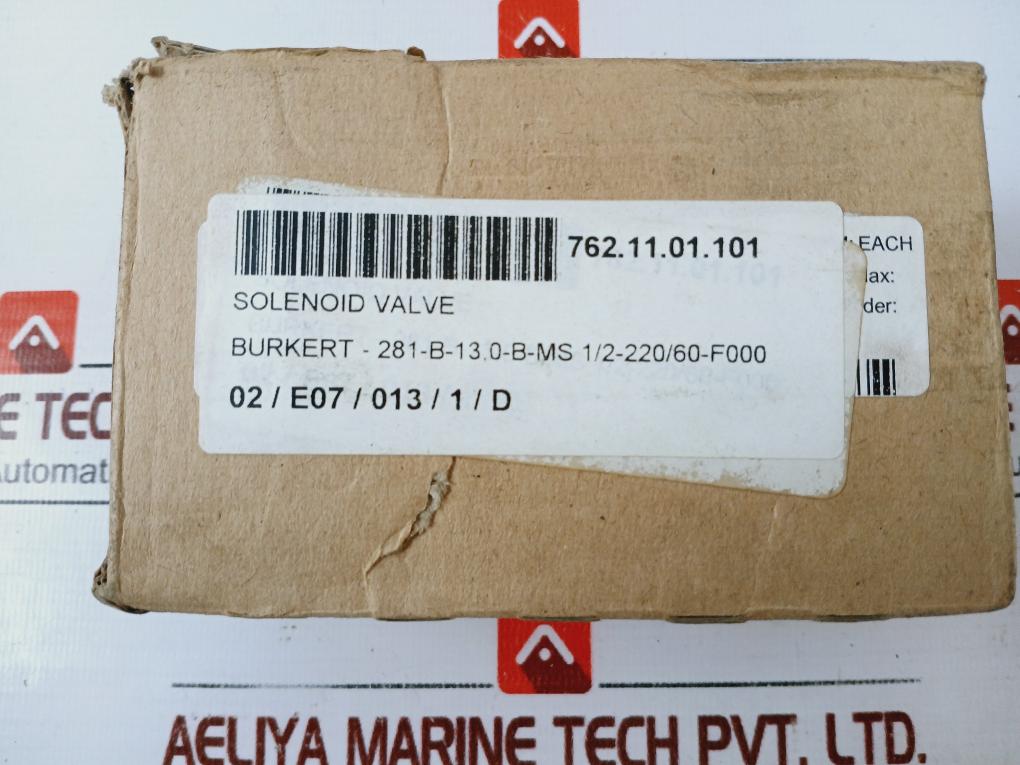 762.11.01.101
SOLENOID VALVE
BURKERT - 281-B-13,0-B-MS 1/2-220/60-F000
02 / E07 / 013 / 1 / D
: EACH
ax:
der:
E TEC
Automat
AELIYA MARINE TECH PVT. LTD.